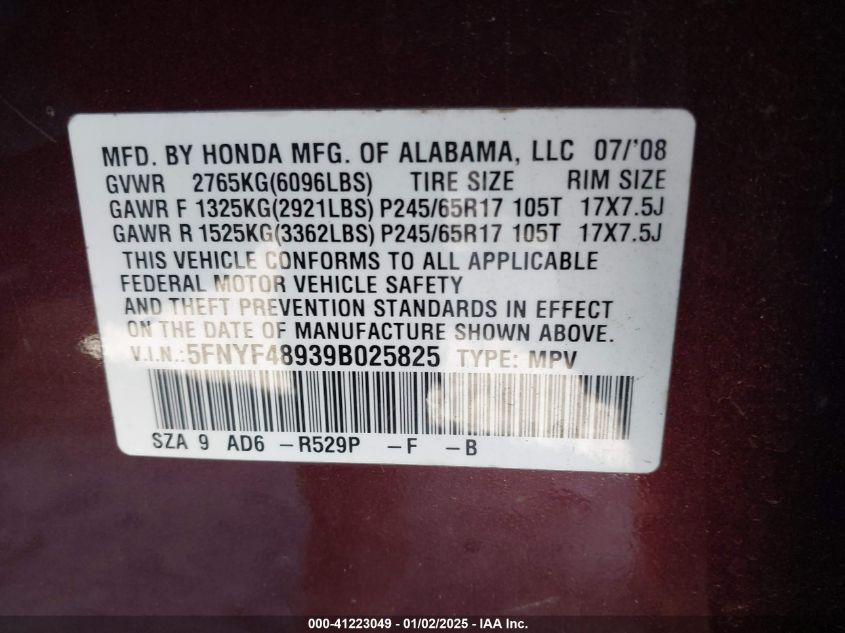 MFD. BY HONDA MFG. OF ALABAMA, LLC 07/'08
GVWR 2765KG(6096LBS) TIRE SIZE RIM SIZE
GAWR F 1325KG(2921LBS) P245/65R17 105T 17X7.5J
GAWR R 1525KG(3362LBS) P245/65R17 105T 17X7.5J
THIS VEHICLE CONFORMS TO ALL APPLICABLE
FEDERAL MOTOR VEHICLE SAFETY
AND THEFT PREVENTION STANDARDS IN EFFECT
ON THE DATE OF MANUFACTURE SHOWN ABOVE.
V.I.N.: 5FNYF48939B025825 TYPE: MPV
SZA 9 AD6 -R529P -F -B
000-41223049 - 01/02/2025 - IAA Inc.